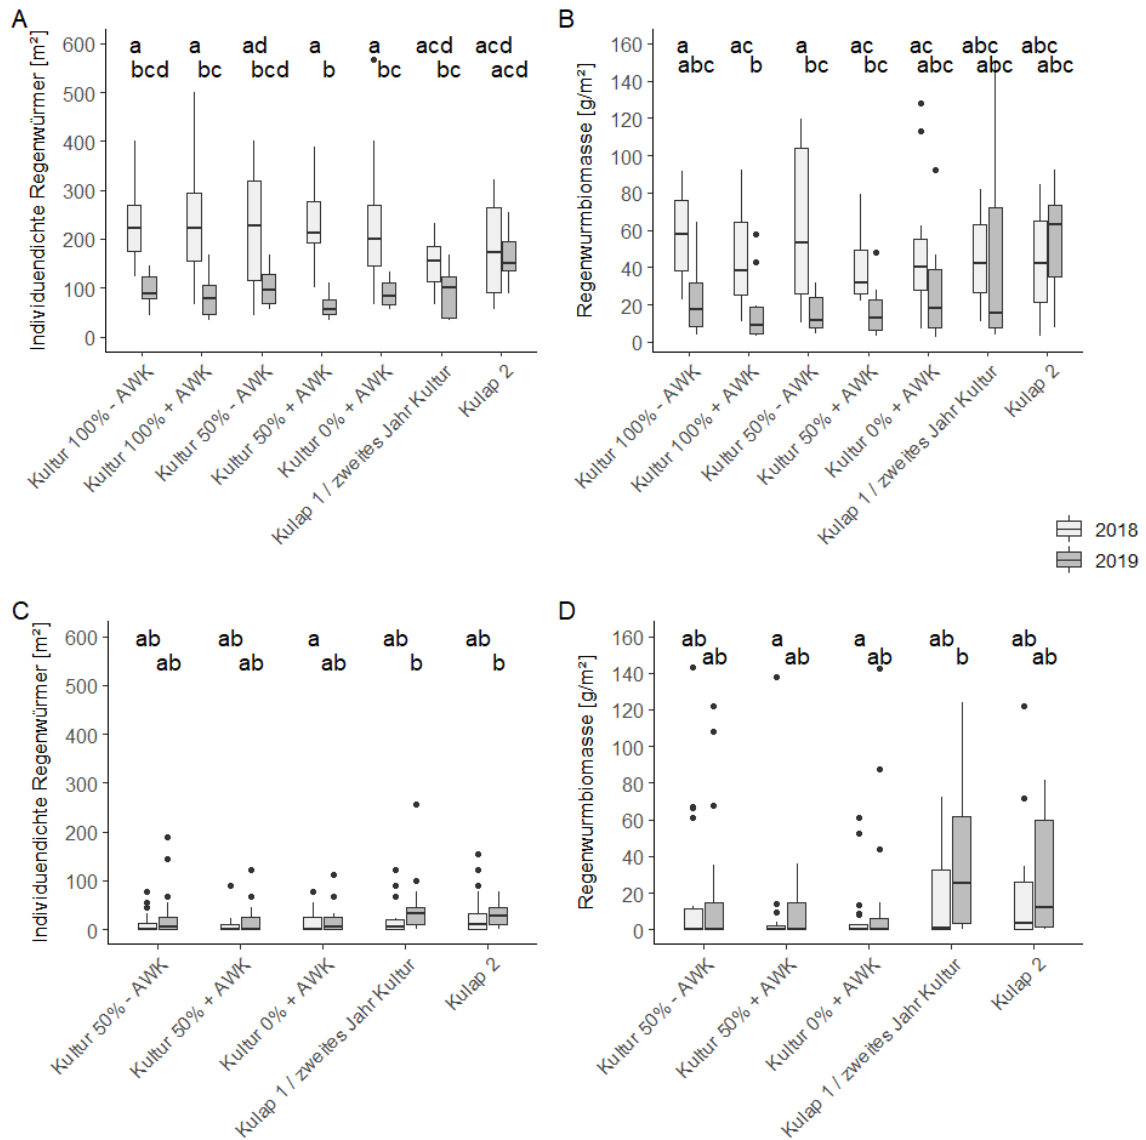 A
Individuendichte Regenwürmer [m²]
600
500
400
300
200
100
0
a a ad a a acd acd
bcd bc bcd b bc bc acd
Kultur 100% - AWK
Kultur 100% + AWK
Kultur 50% - AWK
Kultur 50% + AWK
Kultur 0% + AWK
Kulap 1 / zweites Jahr Kultur
Kulap 2
B
Regenwurmbiomasse [g/m²]
160
140
120
100
80
60
40
20
0
a ac a ac ac abc abc
abc b bc bc abc abc abc
Kultur 100% - AWK
Kultur 100% + AWK
Kultur 50% - AWK
Kultur 50% + AWK
Kultur 0% + AWK
Kulap 1 / zweites Jahr Kultur
Kulap 2
2018
2019
C
Individuendichte Regenwürmer [m²]
600
500
400
300
200
100
0
ab ab a ab ab
ab ab ab b b
Kultur 50% - AWK
Kultur 50% + AWK
Kultur 0% + AWK
Kulap 1 / zweites Jahr Kultur
Kulap 2
D
Regenwurmbiomasse [g/m²]
160
140
120
100
80
60
40
20
0
ab a a ab ab
ab ab ab b ab
Kultur 50% - AWK
Kultur 50% + AWK
Kultur 0% + AWK
Kulap 1 / zweites Jahr Kultur
Kulap 2